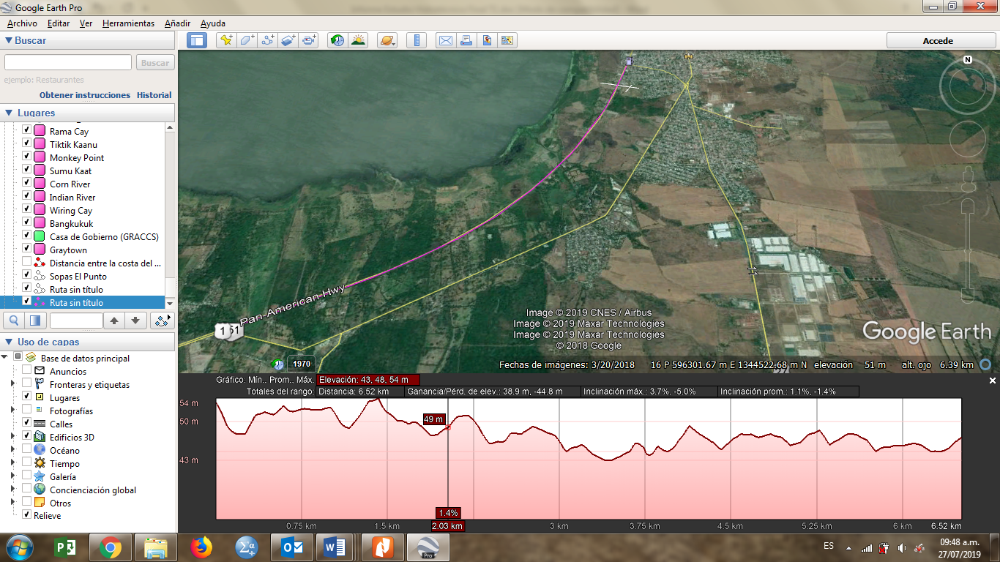 Google Earth Pro
Archivo Editar Ver Herramientas Añadir Ayuda
Buscar
Accede
Buscar
ejemplo: Restaurantes
Obtener instrucciones Historial
Lugares
Rama Cay
Tiktik Kaanu
Monkey Point
Sumu Kaat
Corn River
Indian River
Wiring Cay
Bangkukuk
Casa de Gobierno (GRACCS)
Graytown
Distancia entre la costa del ...
Sopas El Punto
Ruta sin título
Ruta sin título
Uso de capas
Base de datos principal
Anuncios
Fronteras y etiquetas
Lugares
Fotografías
Calles
Edificios 3D
Océano
Tiempo
Galería
Concienciación global
Otros
Relieve
N
Pan-American Hwy
1
51
Image © 2019 CNES / Airbus
Image © 2019 Maxar Technologies
Image © 2019 Maxar Technologies
© 2018 Google
Google Earth
1970
Fechas de imágenes: 3/20/2018 16 P 596301.67 m E 1344522.68 m N elevación 51 m alt. ojo 6.39 km
Gráfico: Mín., Prom., Máx. Elevación: 43, 48, 54 m
Totales del rango: Distancia: 6.52 km Ganancia/Pérd. de elev.: 38.9 m, -44.8 m Inclinación máx.: 3.7%, -5.0% Inclinación prom.: 1.1%, -1.4%
54 m
50 m
43 m
49 m
1.4%
0.75 km 1.5 km 2.03 km 3 km 3.75 km 4.5 km 5.25 km 6 km 6.52 km
ES
09:48 a.m.
27/07/2019